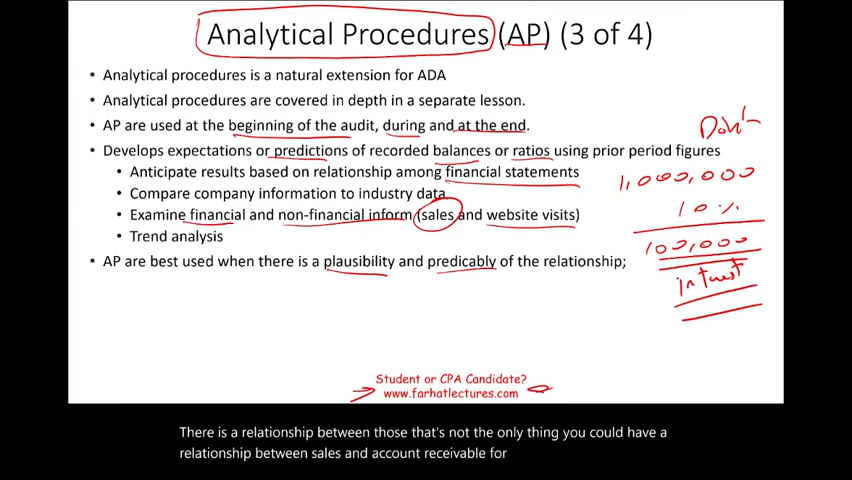 Analytical Procedures (AP) (3 of 4)
• Analytical procedures is a natural extension for ADA
• Analytical procedures are covered in depth in a separate lesson.
• AP are used at the beginning of the audit, during and at the end.
• Develops expectations or predictions of recorded balances or ratios using prior period figures
• Anticipate results based on relationship among financial statements
• Compare company information to industry data.
• Examine financial and non-financial inform (sales and website visits)
• Trend analysis
• AP are best used when there is a plausibility and predicably of the relationship;
1,000,000
10%
100,000
interest
Student or CPA Candidate?
www.farhatlectures.com
There is a relationship between those that's not the only thing you could have a
relationship between sales and account receivable for